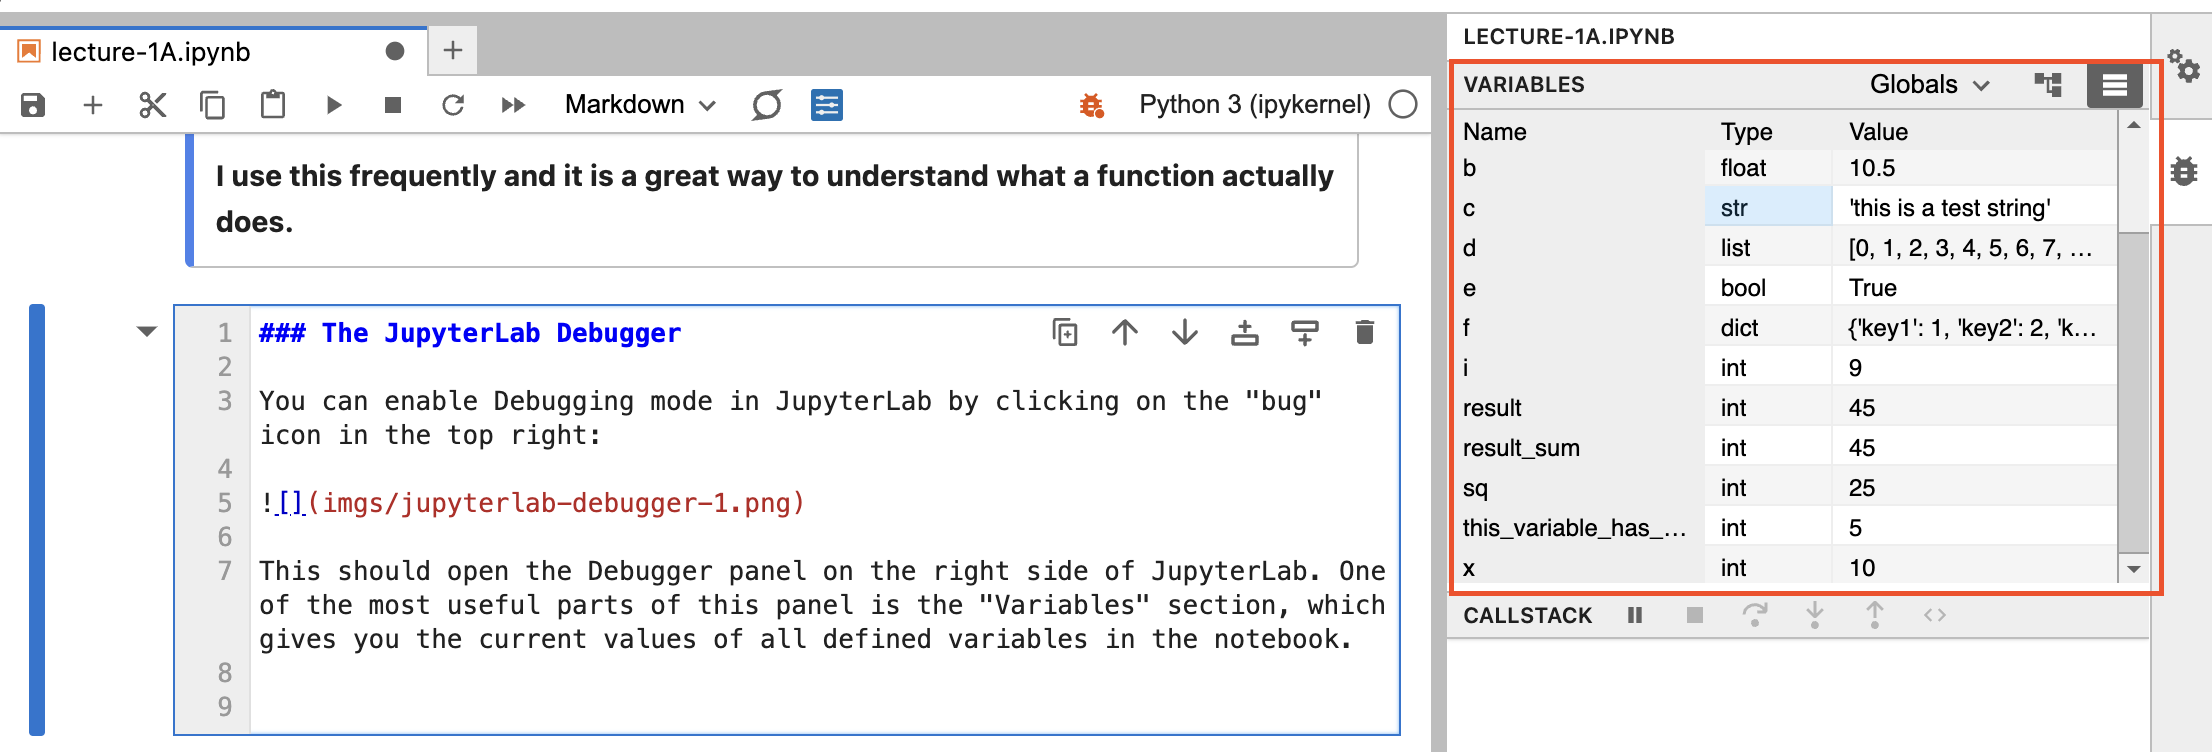 lecture-1A.ipynb
Markdown
Python 3 (ipykernel)
I use this frequently and it is a great way to understand what a function actually
does.
1 ### The JupyterLab Debugger
2
3 You can enable Debugging mode in JupyterLab by clicking on the "bug"
icon in the top right:
4
5 ![](imgs/jupyterlab-debugger-1.png)
6
7 This should open the Debugger panel on the right side of JupyterLab. One
of the most useful parts of this panel is the "Variables" section, which
gives you the current values of all defined variables in the notebook.
8
9
LECTURE-1A.IPYNB
VARIABLES Globals
Name Type Value
b float 10.5
c str 'this is a test string'
d list [0, 1, 2, 3, 4, 5, 6, 7, …
e bool True
f dict {'key1': 1, 'key2': 2, 'k…
i int 9
result int 45
result_sum int 45
sq int 25
this_variable_has_… int 5
x int 10
CALLSTACK